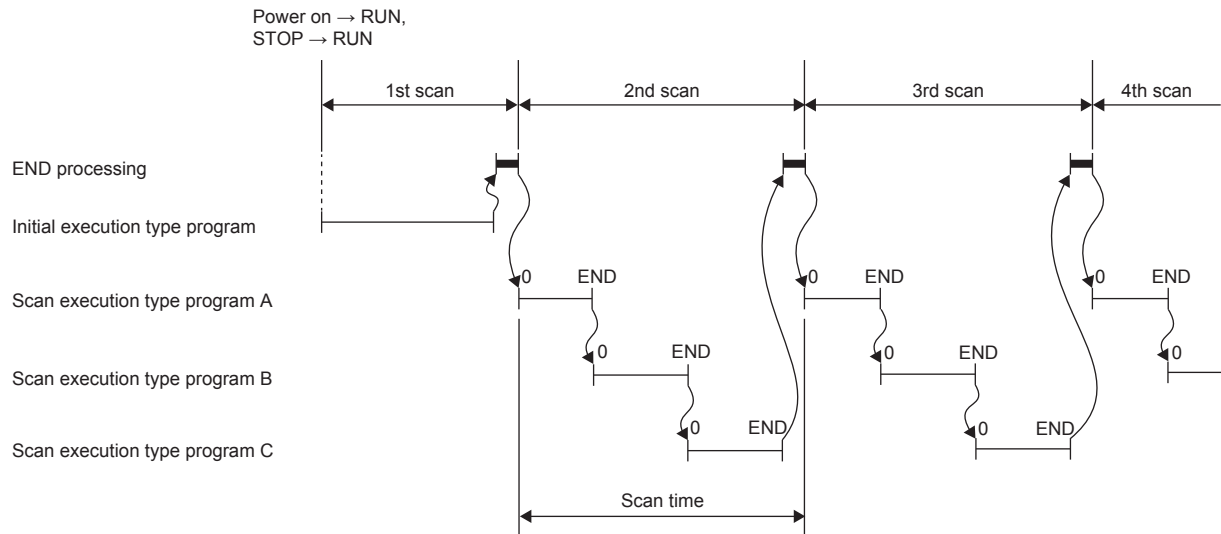 Power on → RUN,
STOP → RUN
1st scan
2nd scan
3rd scan
4th scan
END processing
Initial execution type program
0
END
0
END
0
Scan execution type program A
0
END
0
END
0
Scan execution type program B
0
END
0
END
Scan execution type program C
Scan time